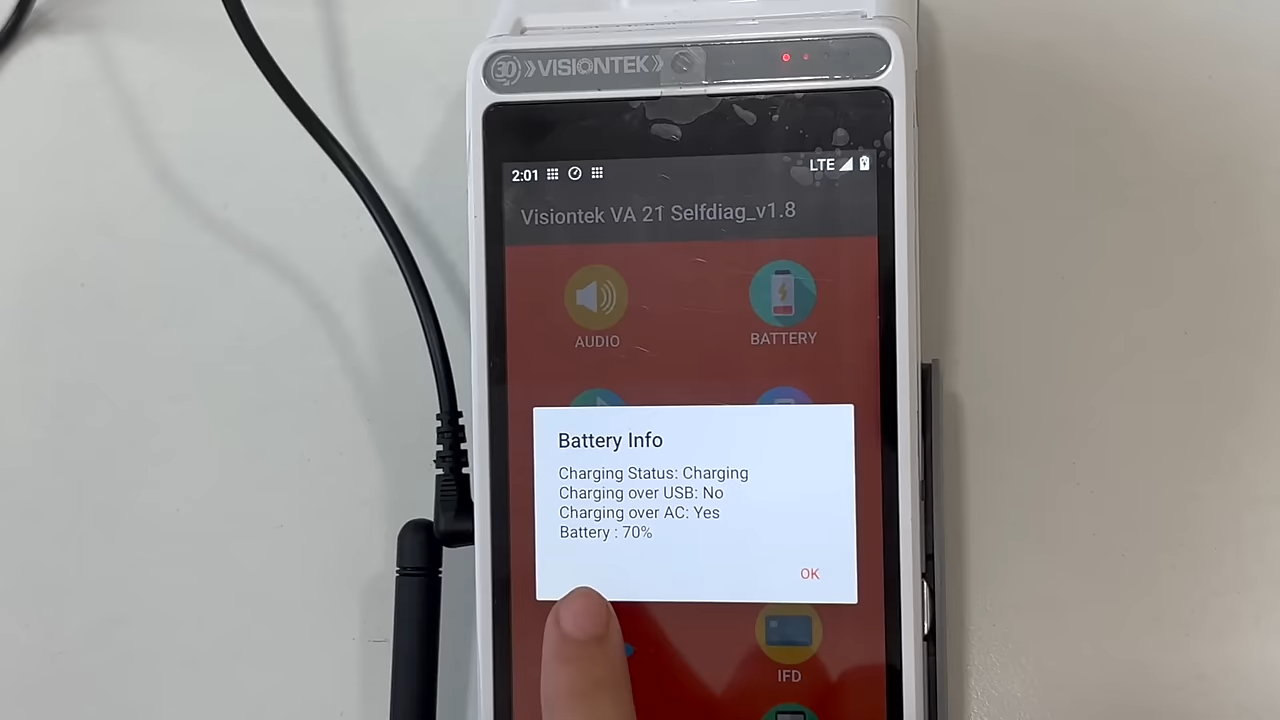 30 VISIONTEK
2:01 LTE
Visiontek VA 21 Selfdiag_v1.8
AUDIO BATTERY
Battery Info
Charging Status: Charging
Charging over USB: No
Charging over AC: Yes
Battery : 70%
OK
IFD